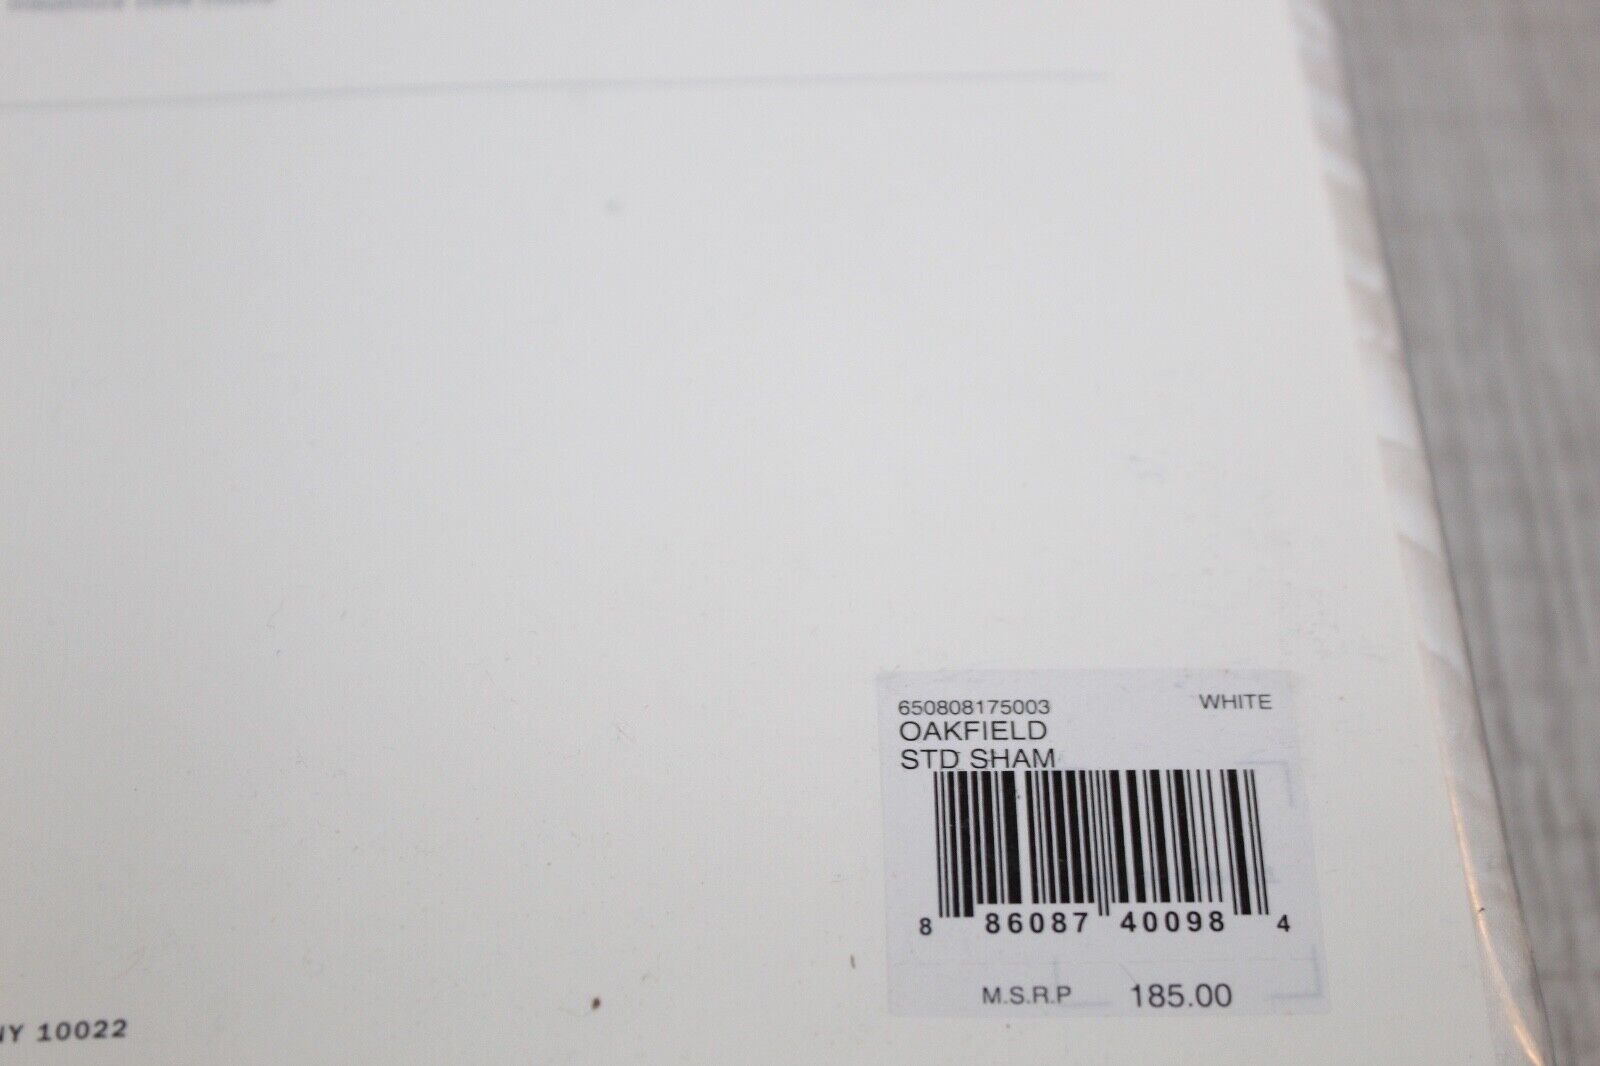 650808175003 WHITE
OAKFIELD
STD SHAM
8 86087 40098 4
M.S.R.P 185.00
NY 10022